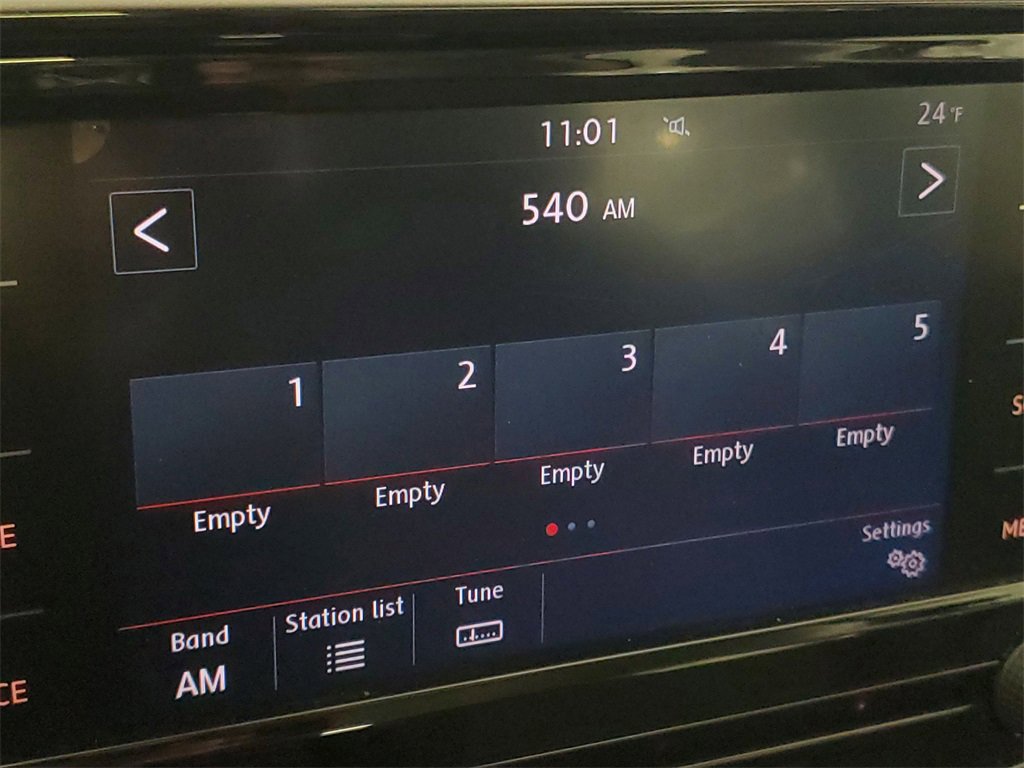 11:01
24°F
540 AM
1
2
3
4
5
Empty
Empty
Empty
Empty
Empty
Settings
Band
AM
Station list
Tune